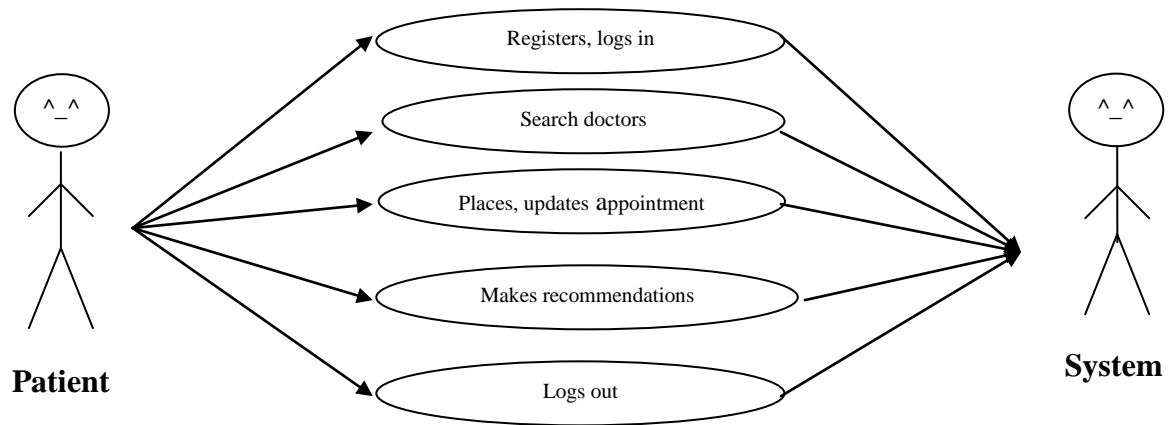 Registers, logs in
^_^
^_^
Search doctors
Places, updates appointment
Makes recommendations
Patient
System
Logs out